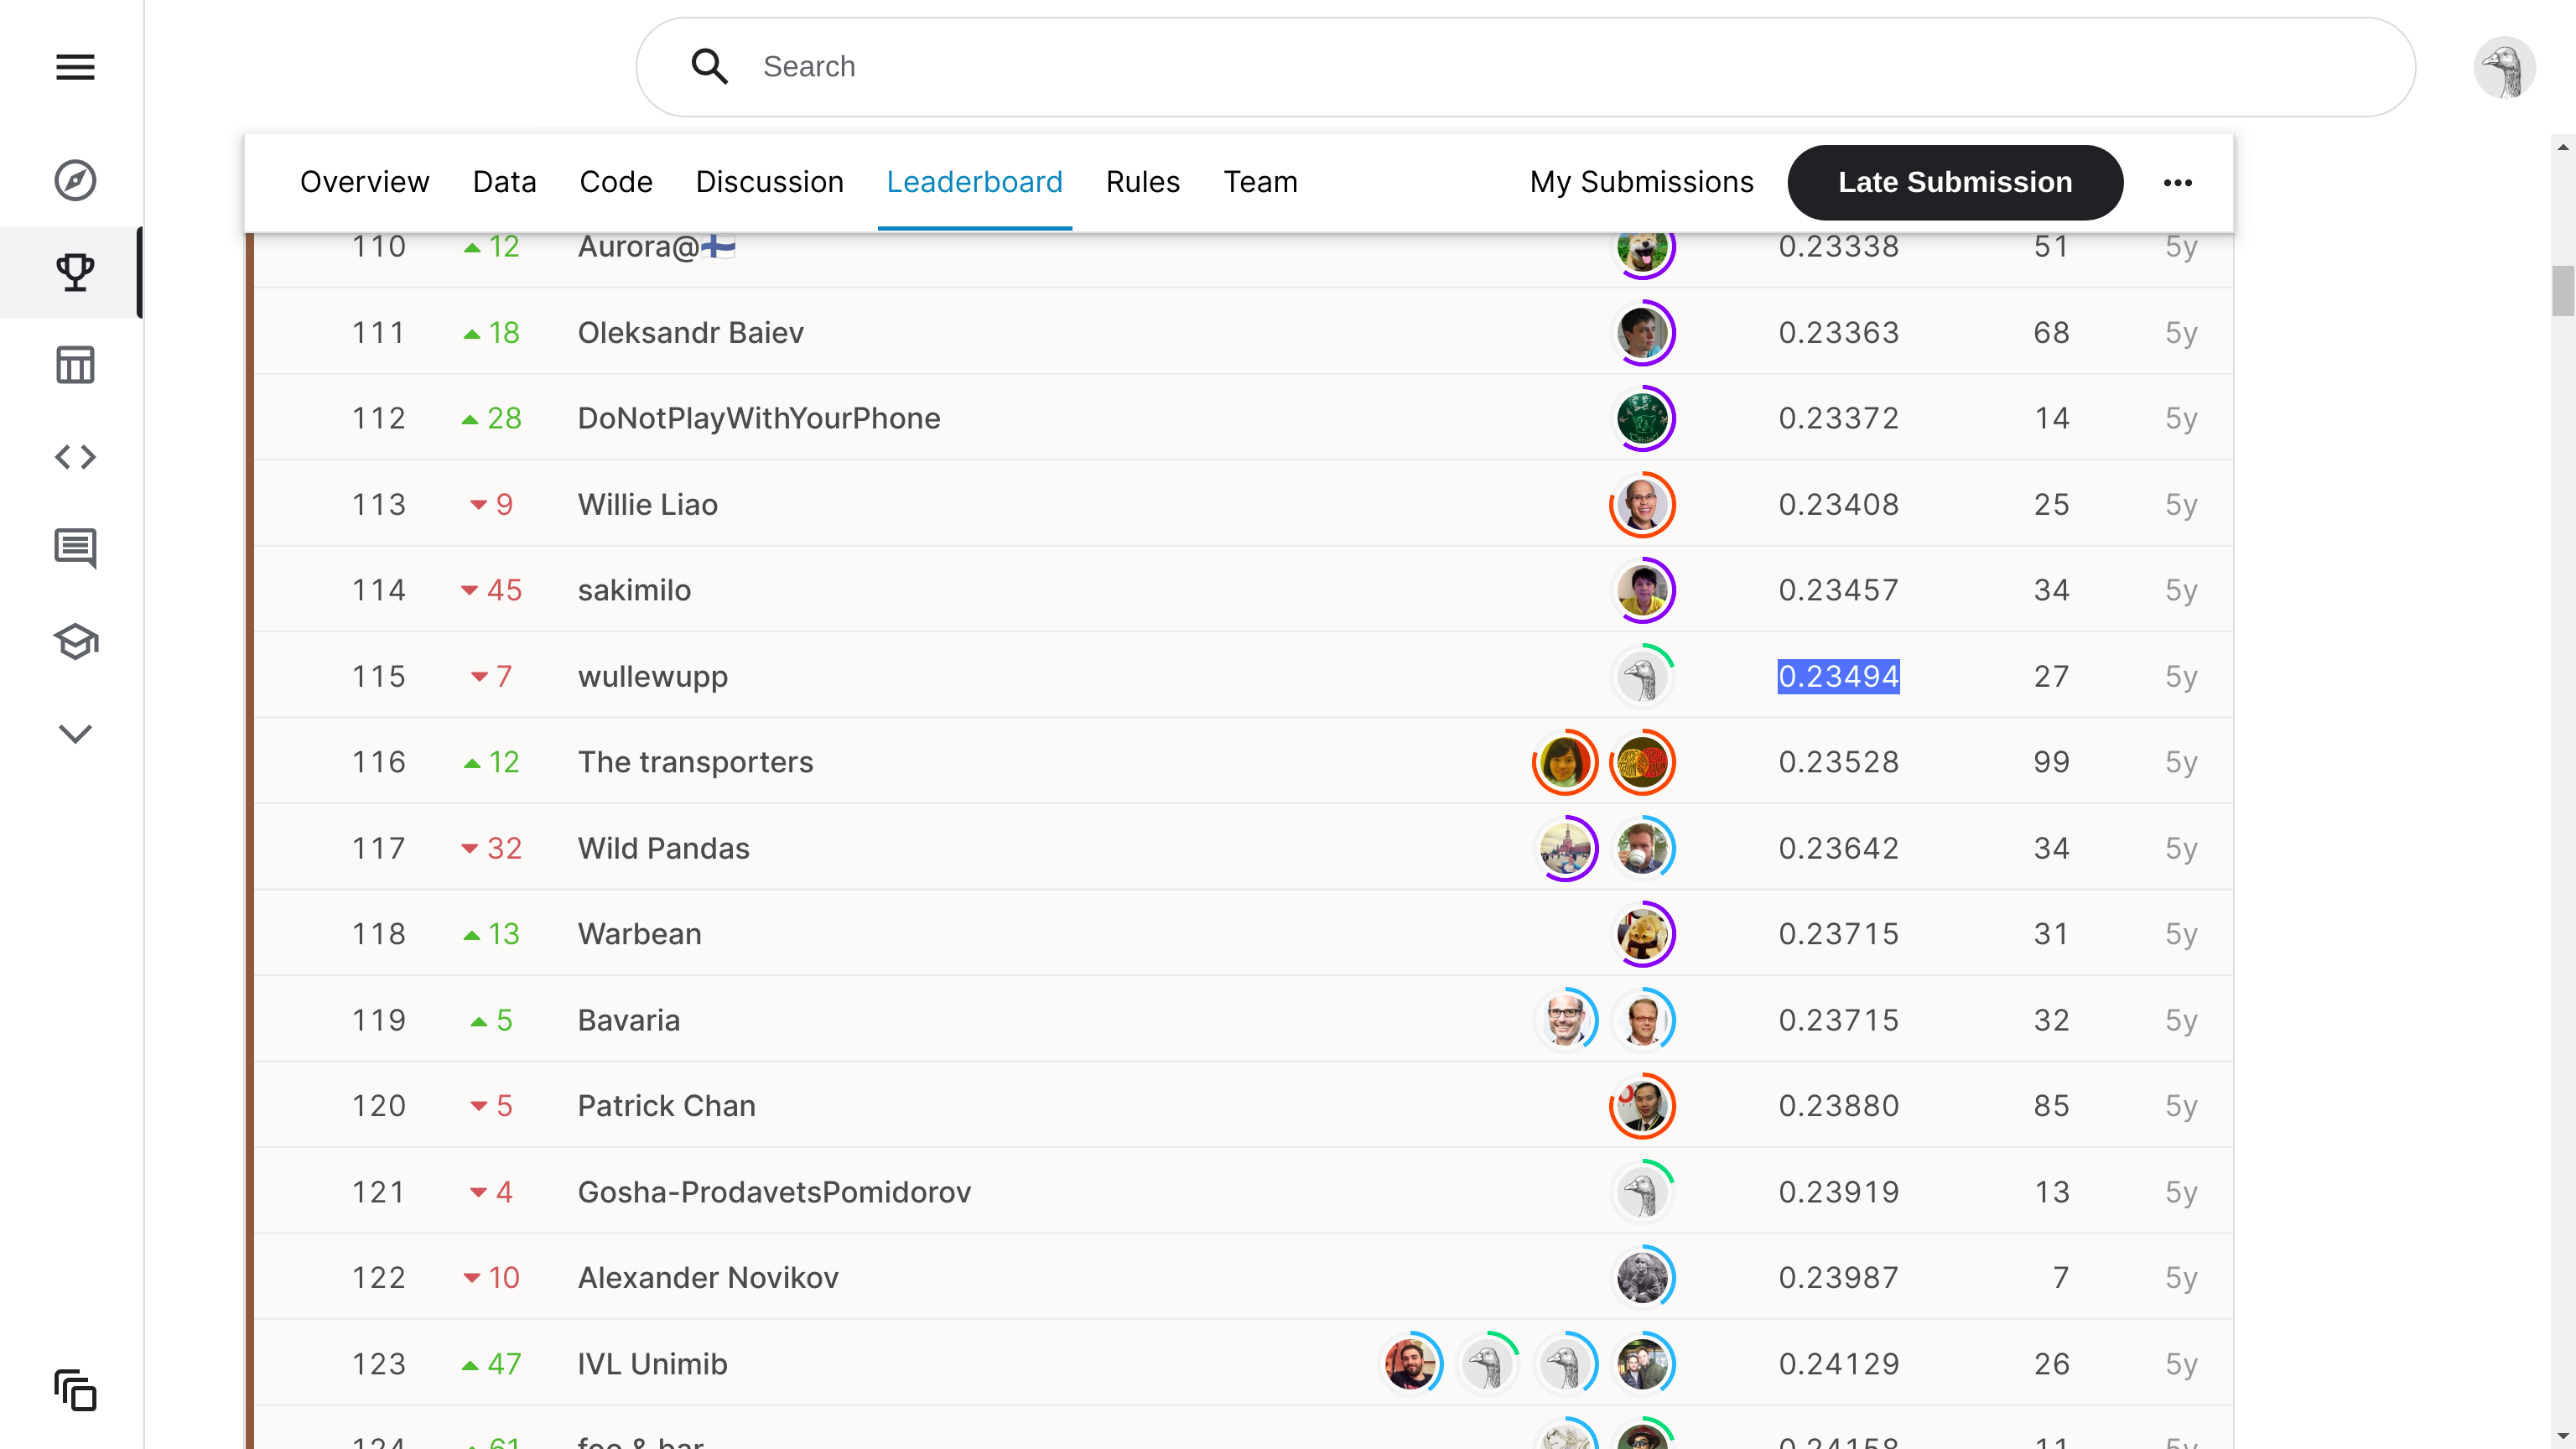 Search
Overview Data Code Discussion Leaderboard Rules Team My Submissions Late Submission
110 12 Aurora@🇫🇮 0.23338 51 5y
111 18 Oleksandr Baiev 0.23363 68 5y
112 28 DoNotPlayWithYourPhone 0.23372 14 5y
113 9 Willie Liao 0.23408 25 5y
114 45 sakimilo 0.23457 34 5y
115 7 wullewupp 0.23494 27 5y
116 12 The transporters 0.23528 99 5y
117 32 Wild Pandas 0.23642 34 5y
118 13 Warbean 0.23715 31 5y
119 5 Bavaria 0.23715 32 5y
120 5 Patrick Chan 0.23880 85 5y
121 4 Gosha-ProdavetsPomidorov 0.23919 13 5y
122 10 Alexander Novikov 0.23987 7 5y
123 47 IVL Unimib 0.24129 26 5y
124 61 foo & bar 0.24158 11 5y